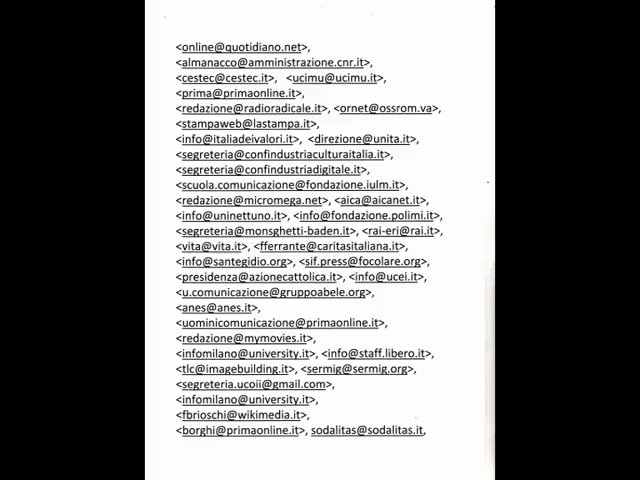 <online@quotidiano.net>,
<almanacco@amministrazione.cnr.it>,
<cestec@cestec.it>, <ucimu@ucimu.it>,
<prima@primaonline.it>,
<redazione@radioradicale.it>, <ornet@ossrom.va>,
<stampaweb@lastampa.it>,
<info@italiadeivalori.it>, <direzione@unita.it>,
<segreteria@confindustriaculturaitalia.it>,
<segreteria@confindustriadigitale.it>,
<scuola.comunicazione@fondazione.iulm.it>,
<redazione@micromega.net>, <aica@aicanet.it>,
<info@uninettuno.it>, <info@fondazione.polimi.it>,
<segreteria@monsghetti-baden.it>, <rai-eri@rai.it>,
<vita@vita.it>, <fferrante@caritasitaliana.it>,
<info@santegidio.org>, <sif.press@focolare.org>,
<presidenza@azionecattolica.it>, <info@ucei.it>,
<u.comunicazione@gruppoabele.org>,
<anes@anes.it>,
<uominicomunicazione@primaonline.it>,
<redazione@mymovies.it>,
<infomilano@university.it>, <info@staff.libero.it>,
<tlc@imagebuilding.it>, <sermig@sermig.org>,
<segreteria.ucoii@gmail.com>,
<infomilano@university.it>,
<fbrioschi@wikimedia.it>,
<borghi@primaonline.it>, sodalitas@sodalitas.it,